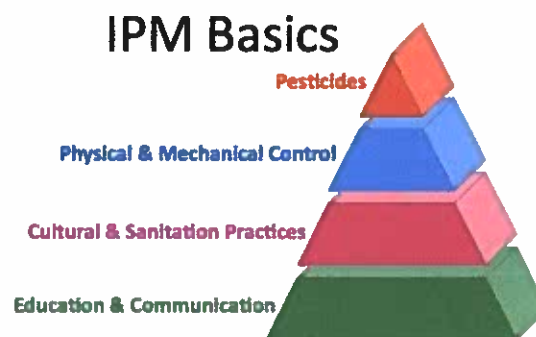 IPM Basics
Pesticides
Physical & Mechanical Control
Cultural & Sanitation Practices
Education & Communication